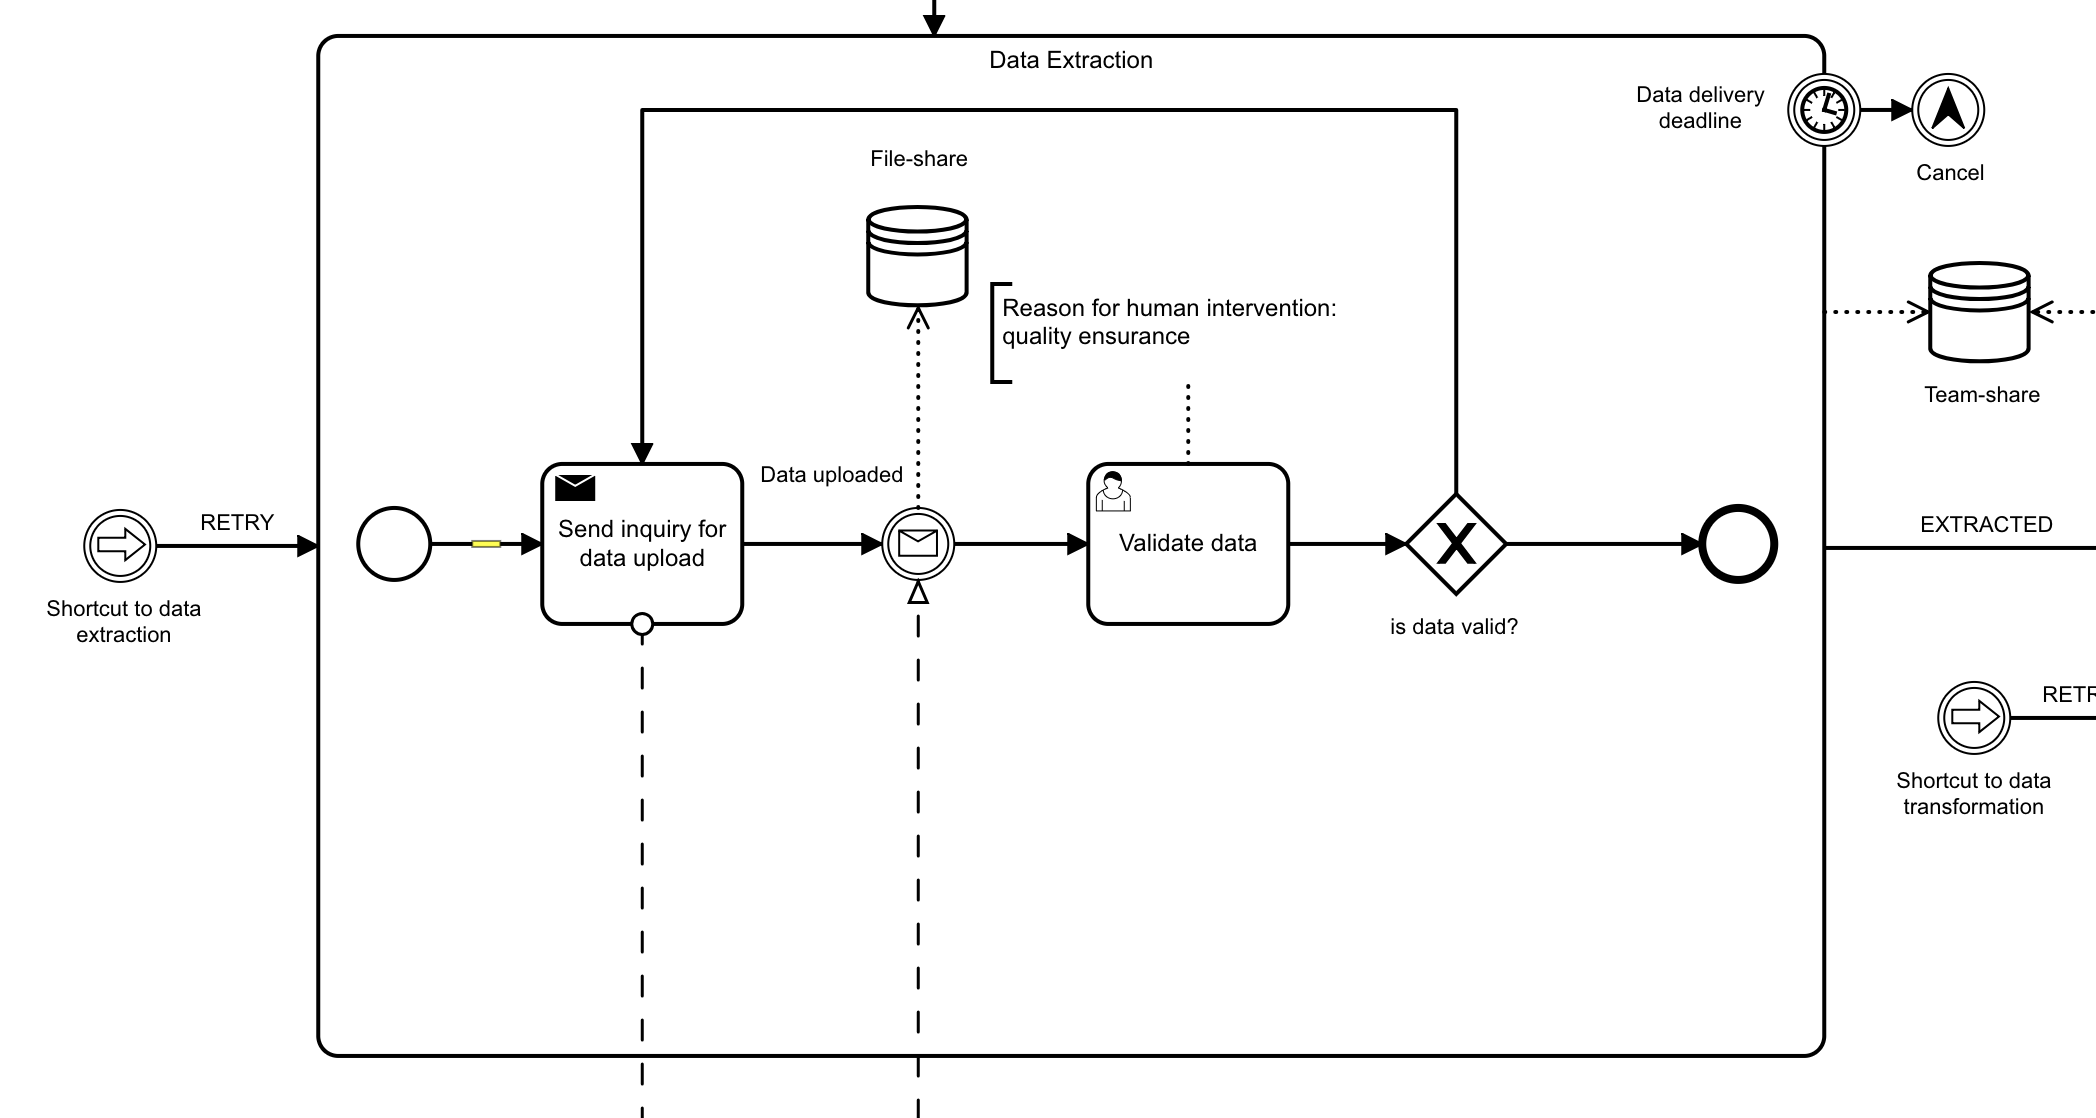 Data Extraction
Data delivery
deadline
Cancel
File-share
Reason for human intervention:
quality ensurance
Team-share
Data uploaded
RETRY
Send inquiry for
data upload
Validate data
EXTRACTED
Shortcut to data
extraction
is data valid?
RETR
Shortcut to data
transformation